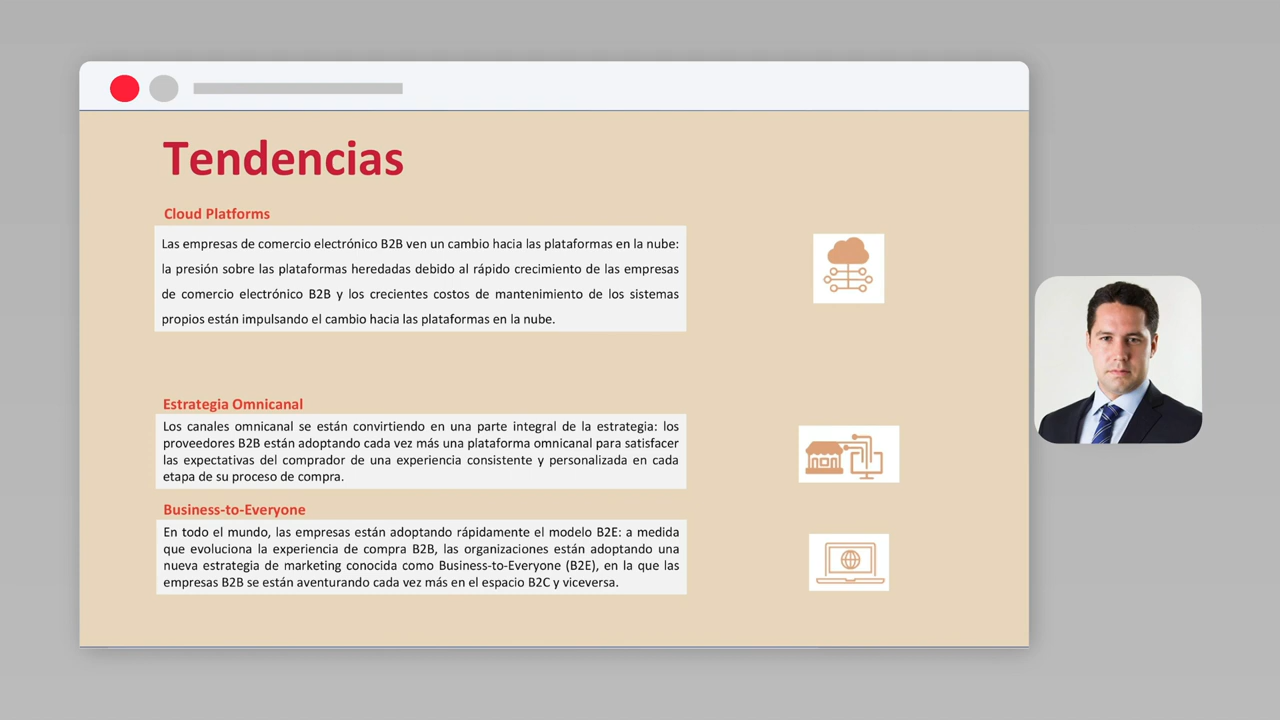 Tendencias
Cloud Platforms
Las empresas de comercio electrónico B2B ven un cambio hacia las plataformas en la nube:
la presión sobre las plataformas heredadas debido al rápido crecimiento de las empresas
de comercio electrónico B2B y los crecientes costos de mantenimiento de los sistemas
propios están impulsando el cambio hacia las plataformas en la nube.
Estrategia Omnicanal
Los canales omnicanal se están convirtiendo en una parte integral de la estrategia: los
proveedores B2B están adoptando cada vez más una plataforma omnicanal para satisfacer
las expectativas del comprador de una experiencia consistente y personalizada en cada
etapa de su proceso de compra.
Business-to-Everyone
En todo el mundo, las empresas están adoptando rápidamente el modelo B2E: a medida
que evoluciona la experiencia de compra B2B, las organizaciones están adoptando una
nueva estrategia de marketing conocida como Business-to-Everyone (B2E), en la que las
empresas B2B se están aventurando cada vez más en el espacio B2C y viceversa.